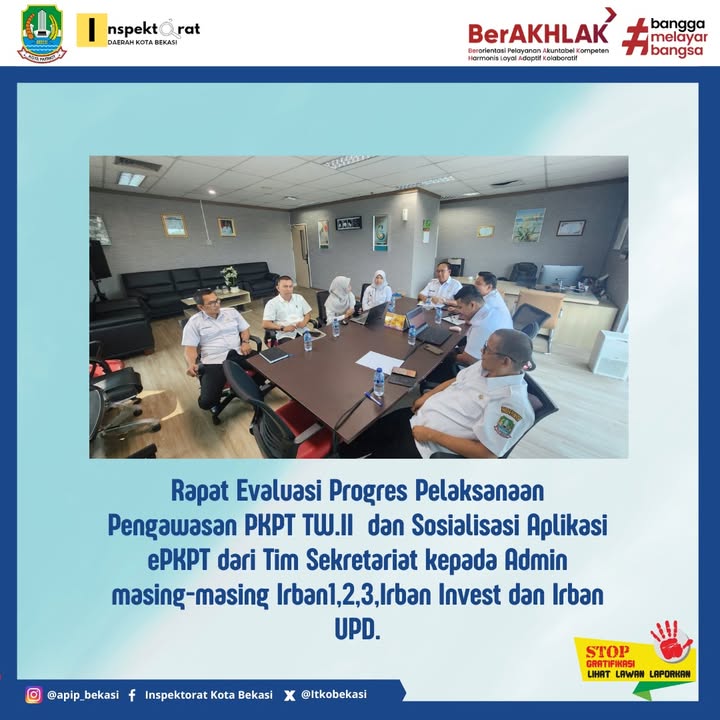 KOTA PATRIOT
Inspektorat
DAERAH KOTA BEKASI
BerAKHLAK
Berorientasi Pelayanan Akuntabel Kompeten
Harmonis Loyal Adaptif Kolaboratif
#bangga
melayani
bangsa
Rapat Evaluasi Progres Pelaksanaan
Pengawasan PKPT TW.II dan Sosialisasi Aplikasi
ePKPT dari Tim Sekretariat kepada Admin
masing-masing Irban1,2,3,Irban Invest dan Irban
UPD.
STOP
GRATIFIKASI
LIHAT LAWAN LAPORKAN
@apip_bekasi
Inspektorat Kota Bekasi
@Itkobekasi